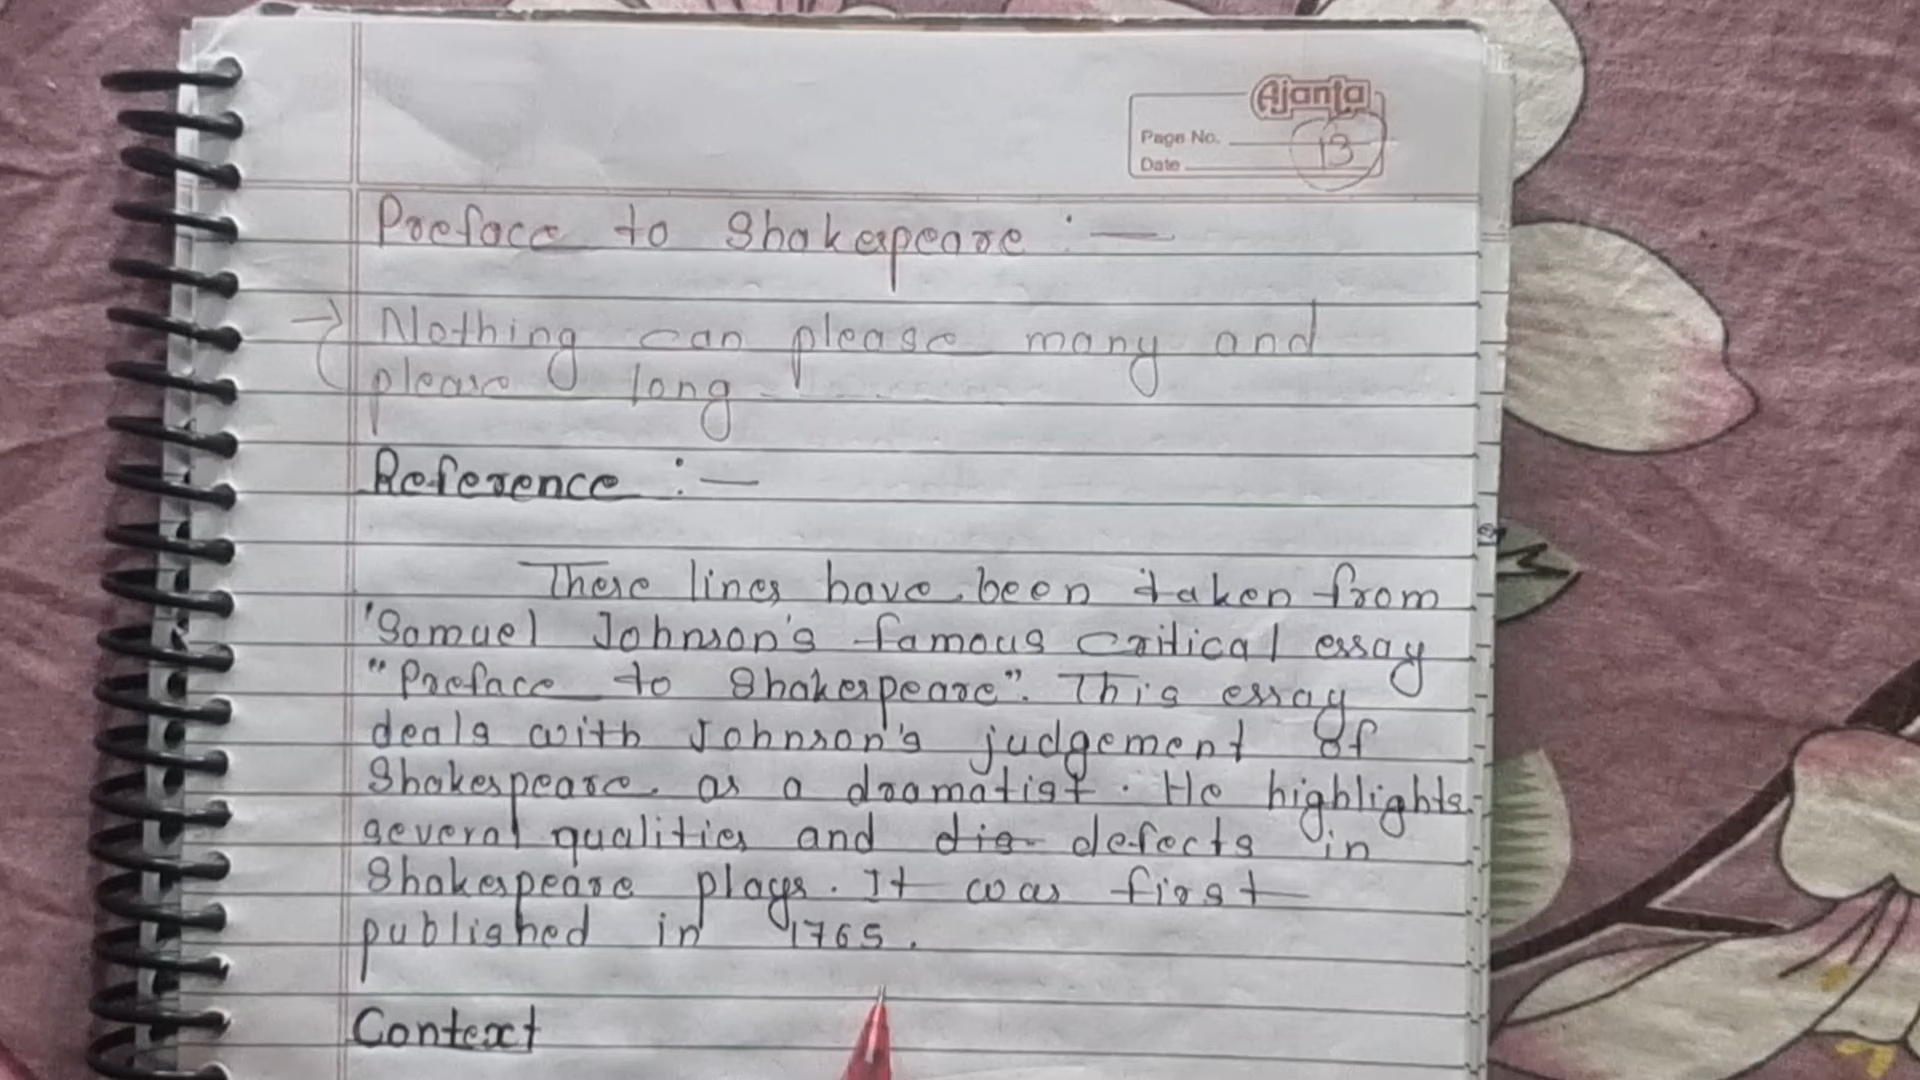 Ajanta
Page No. 13
Date
Preface to Shakespeare :—
→ Nothing can please many and
please long
Reference :—
These lines have been taken from
'Samuel Johnson's famous critical essay
"Preface to Shakespeare". This essay
deals with Johnson's judgement of
Shakespeare as a dramatist. He highlights
several qualities and dis defects in
Shakespeare plays. It was first
published in 1765.
Context